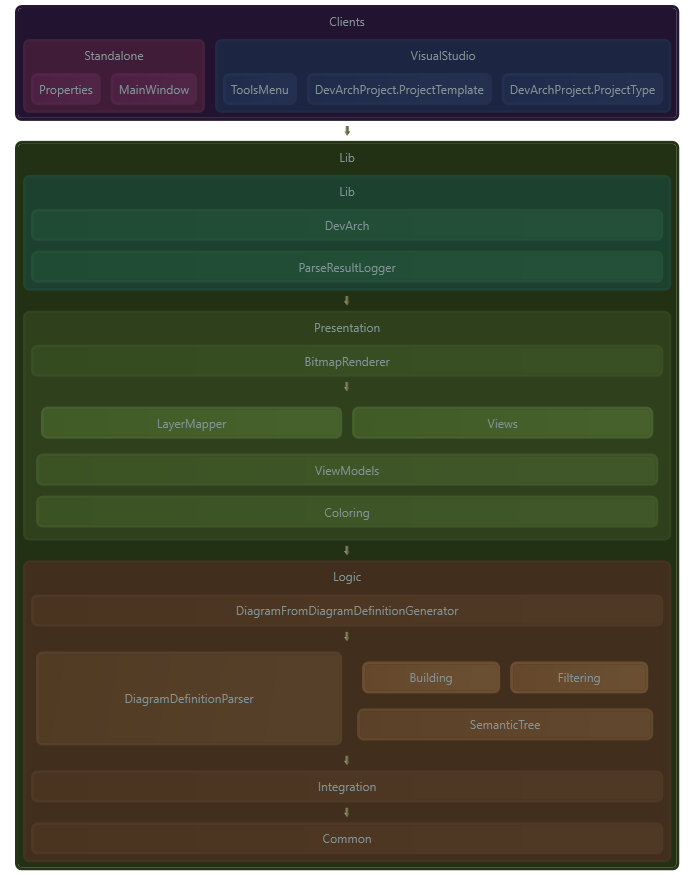 Clients
Standalone
VisualStudio
Properties
MainWindow
ToolsMenu
DevArchProject.ProjectTemplate
DevArchProject.ProjectType
Lib
Lib
DevArch
ParseResultLogger
Presentation
BitmapRenderer
LayerMapper
Views
ViewModels
Coloring
Logic
DiagramFromDiagramDefinitionGenerator
DiagramDefinitionParser
Building
Filtering
SemanticTree
Integration
Common